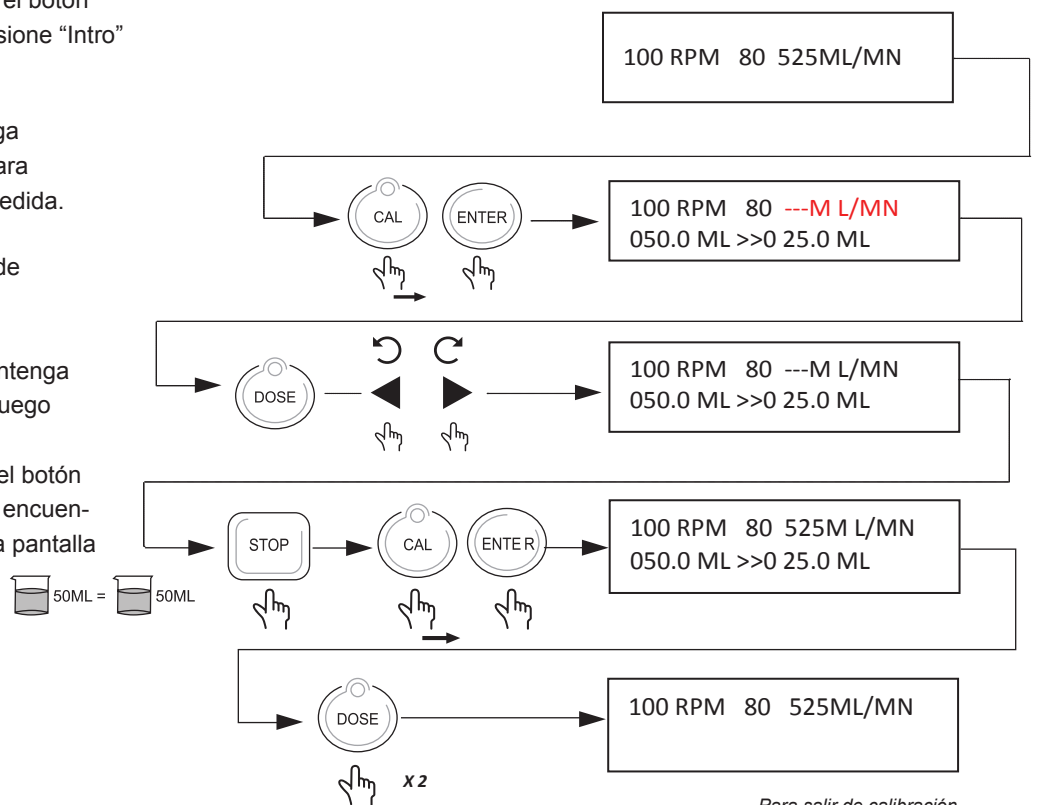 el botón
sione “Intro”
100 RPM 80 525ML/MN
ga
ara
edida.
CAL ENTER
100 RPM 80 ---M L/MN
050.0 ML >>0 25.0 ML
de
ntenga
uego
DOSE
100 RPM 80 ---M L/MN
050.0 ML >>0 25.0 ML
el botón
encuen-
a pantalla
50ML = 50ML
STOP CAL ENTE R
100 RPM 80 525M L/MN
050.0 ML >>0 25.0 ML
DOSE
X 2
100 RPM 80 525ML/MN
Para salir de calibración